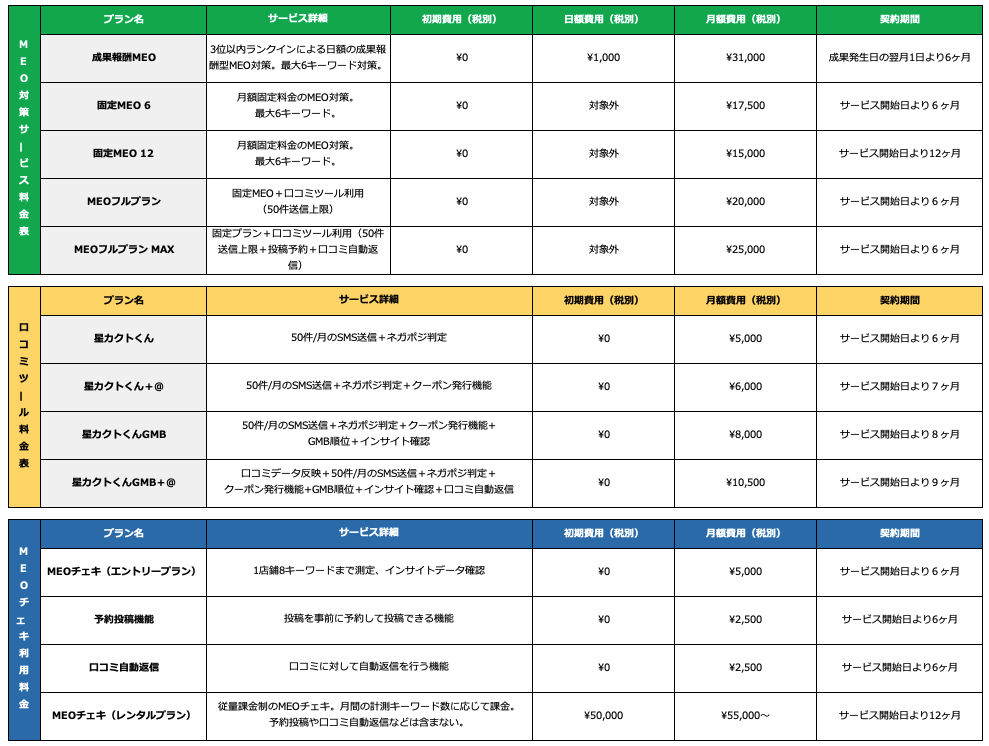 MEO対策サービス料金表
プラン名 サービス詳細 初期費用（税別） 日額費用（税別） 月額費用（税別） 契約期間
成果報酬MEO 3位以内ランクインによる日額の成果報 ¥0 ¥1,000 ¥31,000 成果発生日の翌月1日より6ヶ月
酬型MEO対策。最大6キーワード対策。
固定MEO 6 月額固定料金のMEO対策。 ¥0 対象外 ¥17,500 サービス開始日より６ヶ月
最大6キーワード。
固定MEO 12 月額固定料金のMEO対策。 ¥0 対象外 ¥15,000 サービス開始日より12ヶ月
最大6キーワード。
MEOフルプラン 固定MEO＋口コミツール利用 ¥0 対象外 ¥20,000 サービス開始日より６ヶ月
（50件送信上限）
MEOフルプラン MAX 固定プラン＋口コミツール利用（50件 ¥0 対象外 ¥25,000 サービス開始日より６ヶ月
送信上限＋投稿予約＋口コミ自動返
信）
口コミツール料金表
プラン名 サービス詳細 初期費用（税別） 月額費用（税別） 契約期間
星カクトくん 50件/月のSMS送信＋ネガポジ判定 ¥0 ¥5,000 サービス開始日より６ヶ月
星カクトくん＋@ 50件/月のSMS送信＋ネガポジ判定＋クーポン発行機能 ¥0 ¥6,000 サービス開始日より７ヶ月
星カクトくんGMB 50件/月のSMS送信＋ネガポジ判定＋クーポン発行機能＋ ¥0 ¥8,000 サービス開始日より８ヶ月
GMB順位＋インサイト確認
星カクトくんGMB＋@ 口コミデータ反映＋50件/月のSMS送信＋ネガポジ判定＋ ¥0 ¥10,500 サービス開始日より９ヶ月
クーポン発行機能+GMB順位＋インサイト確認＋口コミ自動返信
MEOチェキ利用料金
プラン名 サービス詳細 初期費用（税別） 月額費用（税別） 契約期間
MEOチェキ（エントリープラン） 1店舗8キーワードまで測定、インサイトデータ確認 ¥0 ¥5,000 サービス開始日より６ヶ月
予約投稿機能 投稿を事前に予約して投稿できる機能 ¥0 ¥2,500 サービス開始日より6ヶ月
口コミ自動返信 口コミに対して自動返信を行う機能 ¥0 ¥2,500 サービス開始日より6ヶ月
MEOチェキ（レンタルプラン） 従量課金制のMEOチェキ。月間の計測キーワード数に応じて課金。 ¥50,000 ¥55,000〜 サービス開始日より12ヶ月
予約投稿や口コミ自動返信などは含まない。